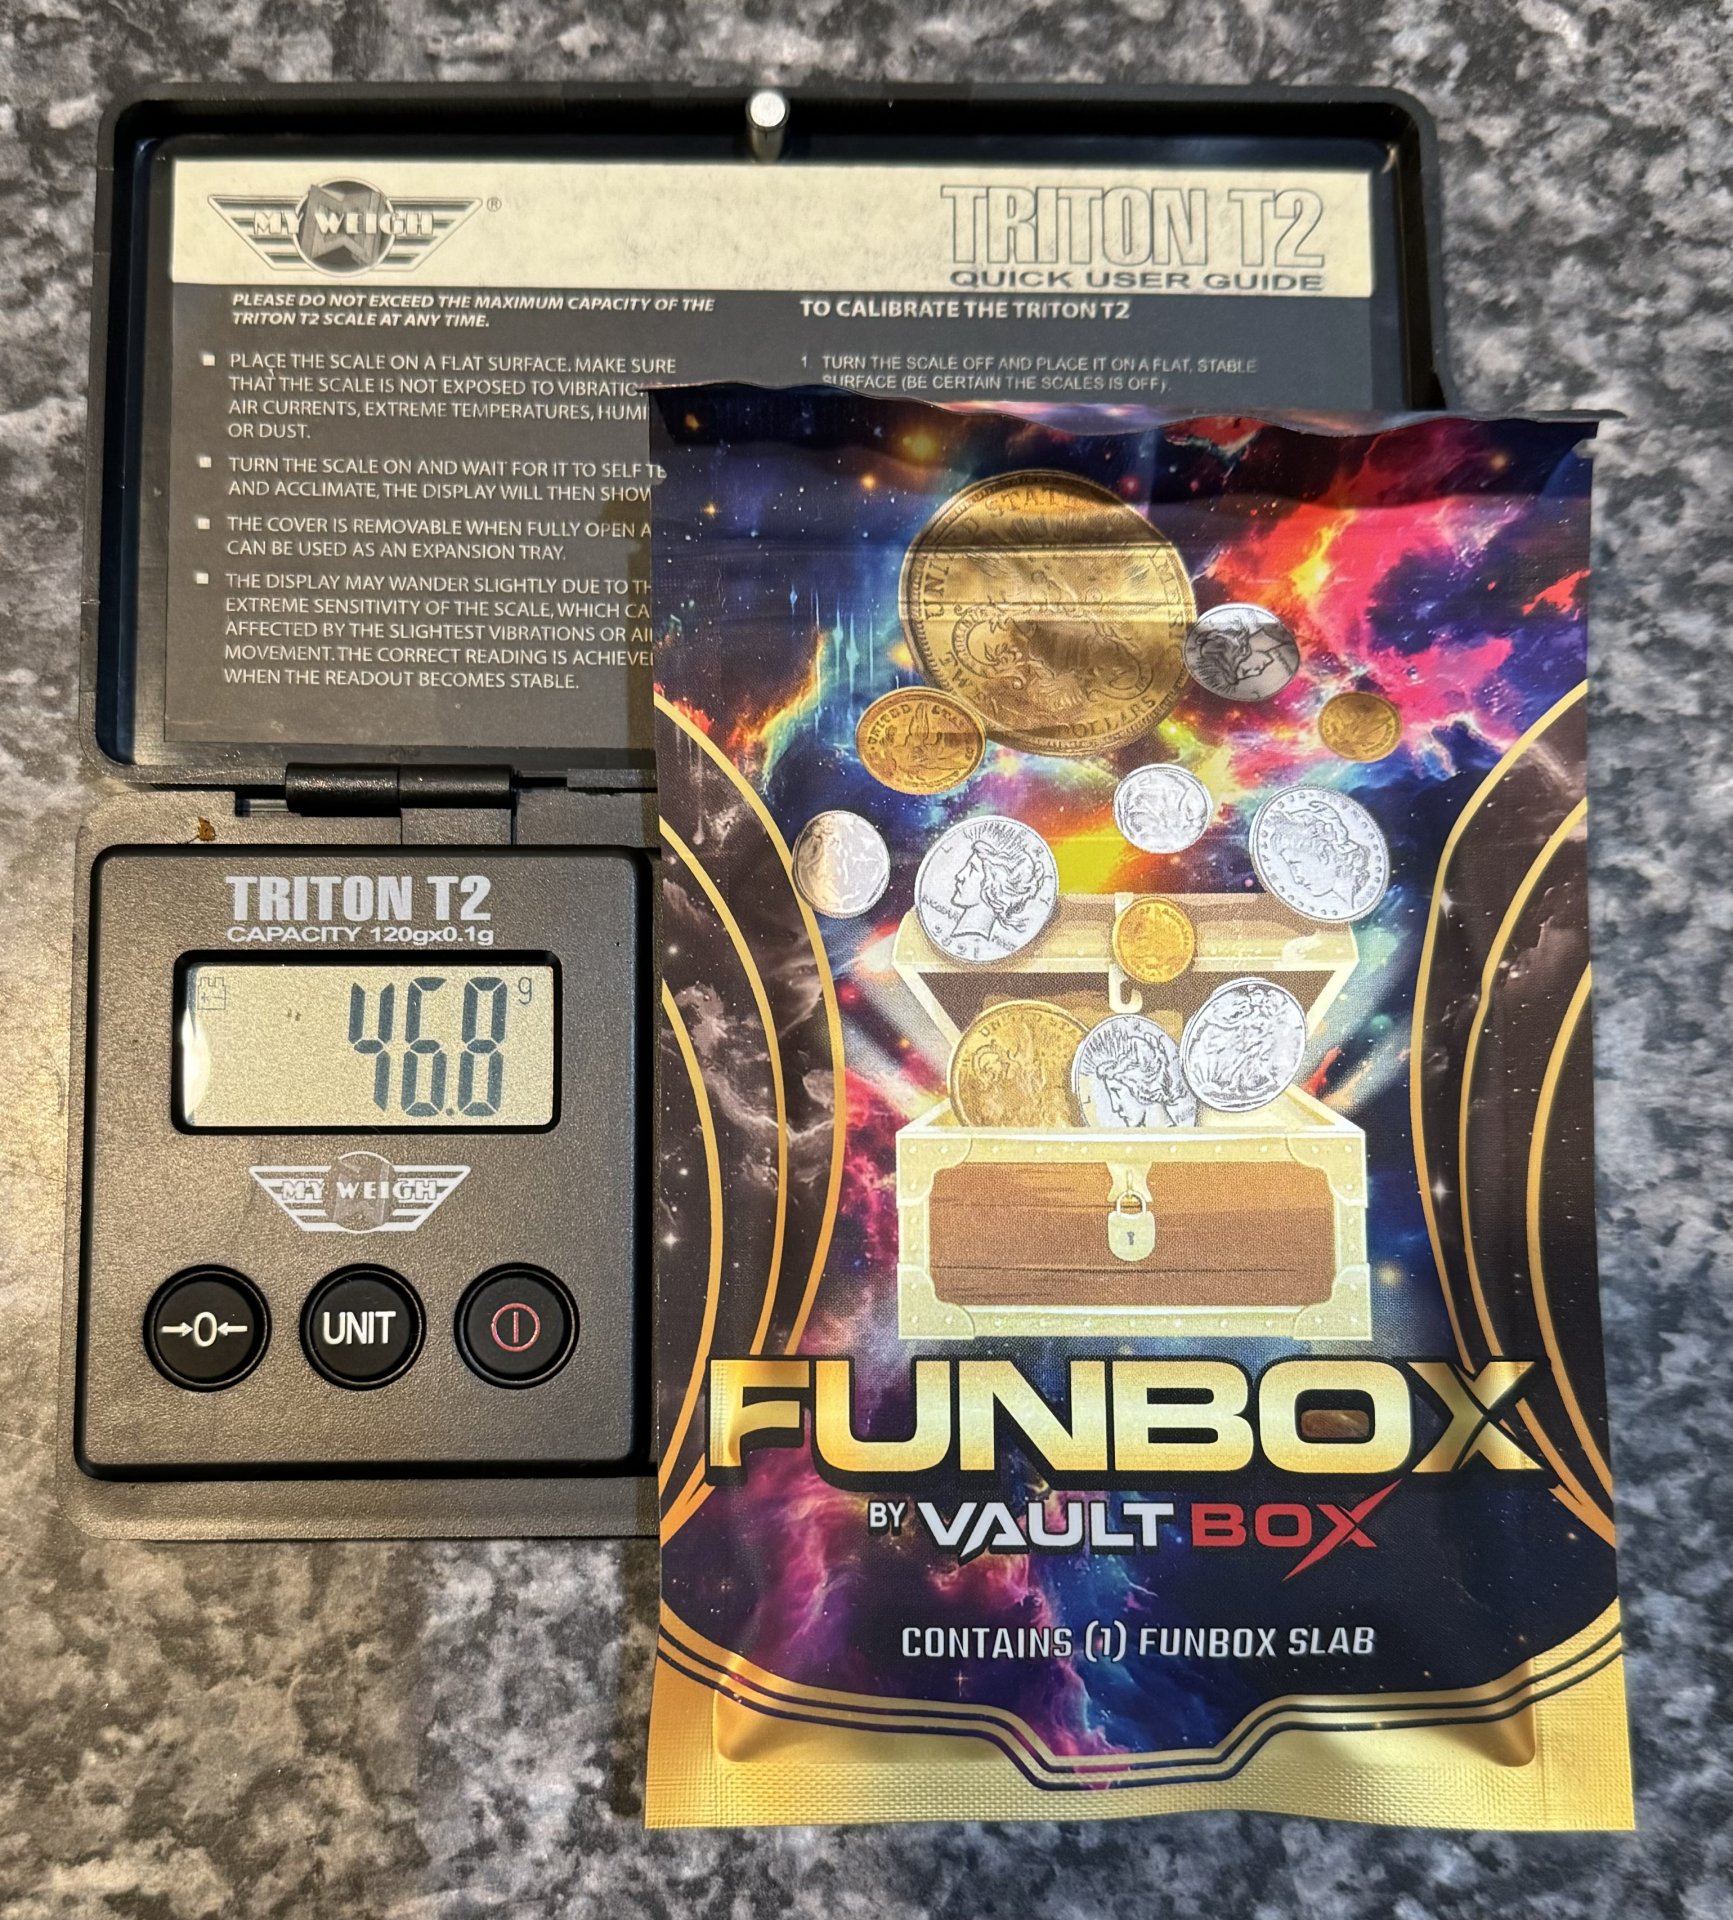 MY WEIGH ®
TRITON T2
QUICK USER GUIDE
PLEASE DO NOT EXCEED THE MAXIMUM CAPACITY OF THE
TRITON T2 SCALE AT ANY TIME.
PLACE THE SCALE ON A FLAT SURFACE. MAKE SURE
THAT THE SCALE IS NOT EXPOSED TO
AIR CURRENTS, EXTREME TEMPERATURES,
OR DUST.
TURN THE SCALE ON AND WAIT FOR IT TO SELF
AND ACCLIMATE, THE DISPLAY WILL THEN SHOW
THE COVER IS REMOVABLE WHEN FULLY OPEN
CAN BE USED AS AN EXPANSION TRAY.
THE DISPLAY MAY WANDER SLIGHTLY DUE TO
EXTREME SENSITIVITY OF THE SCALE, WHICH
AFFECTED BY THE SLIGHTEST VIBRATIONS OR
MOVEMENT. THE CORRECT READING IS
WHEN THE READOUT BECOMES STABLE.
TO CALIBRATE THE TRITON T2
1. TURN THE SCALE OFF AND PLACE IT ON A FLAT, STABLE
SURFACE (BE CERTAIN THE SCALES IS OFF).
TRITON T2
CAPACITY 120gx0.1g
46.8 g
MY WEIGH
→0← UNIT
DOLLARS
FUNBOX
BY VAULT BOX
CONTAINS (1) FUNBOX SLAB